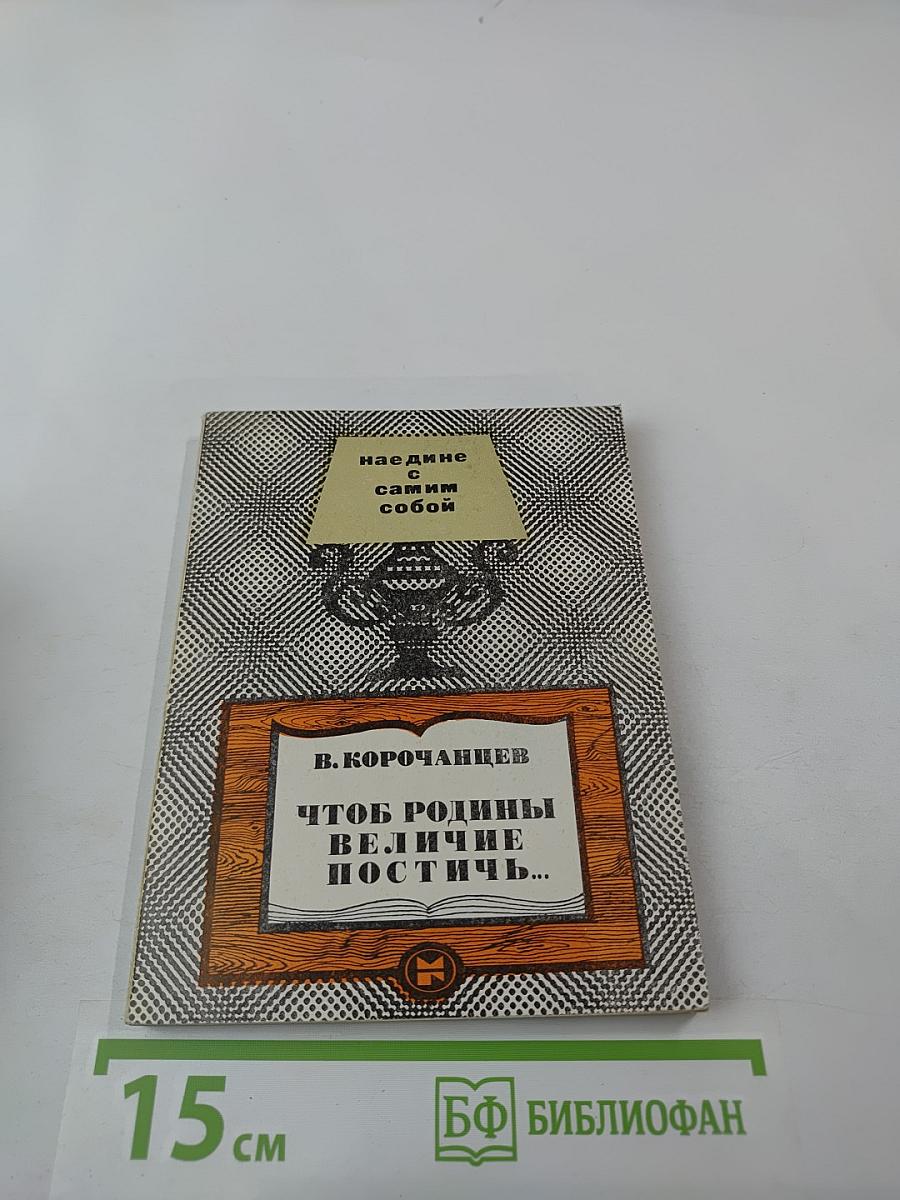 наедине
с
самим
собой
В. КОРОЧАНЦЕВ
ЧТОБ РОДИНЫ
ВЕЛИЧИЕ
ПОСТИЧЬ...
15 см
БФ БИБЛИОФАН